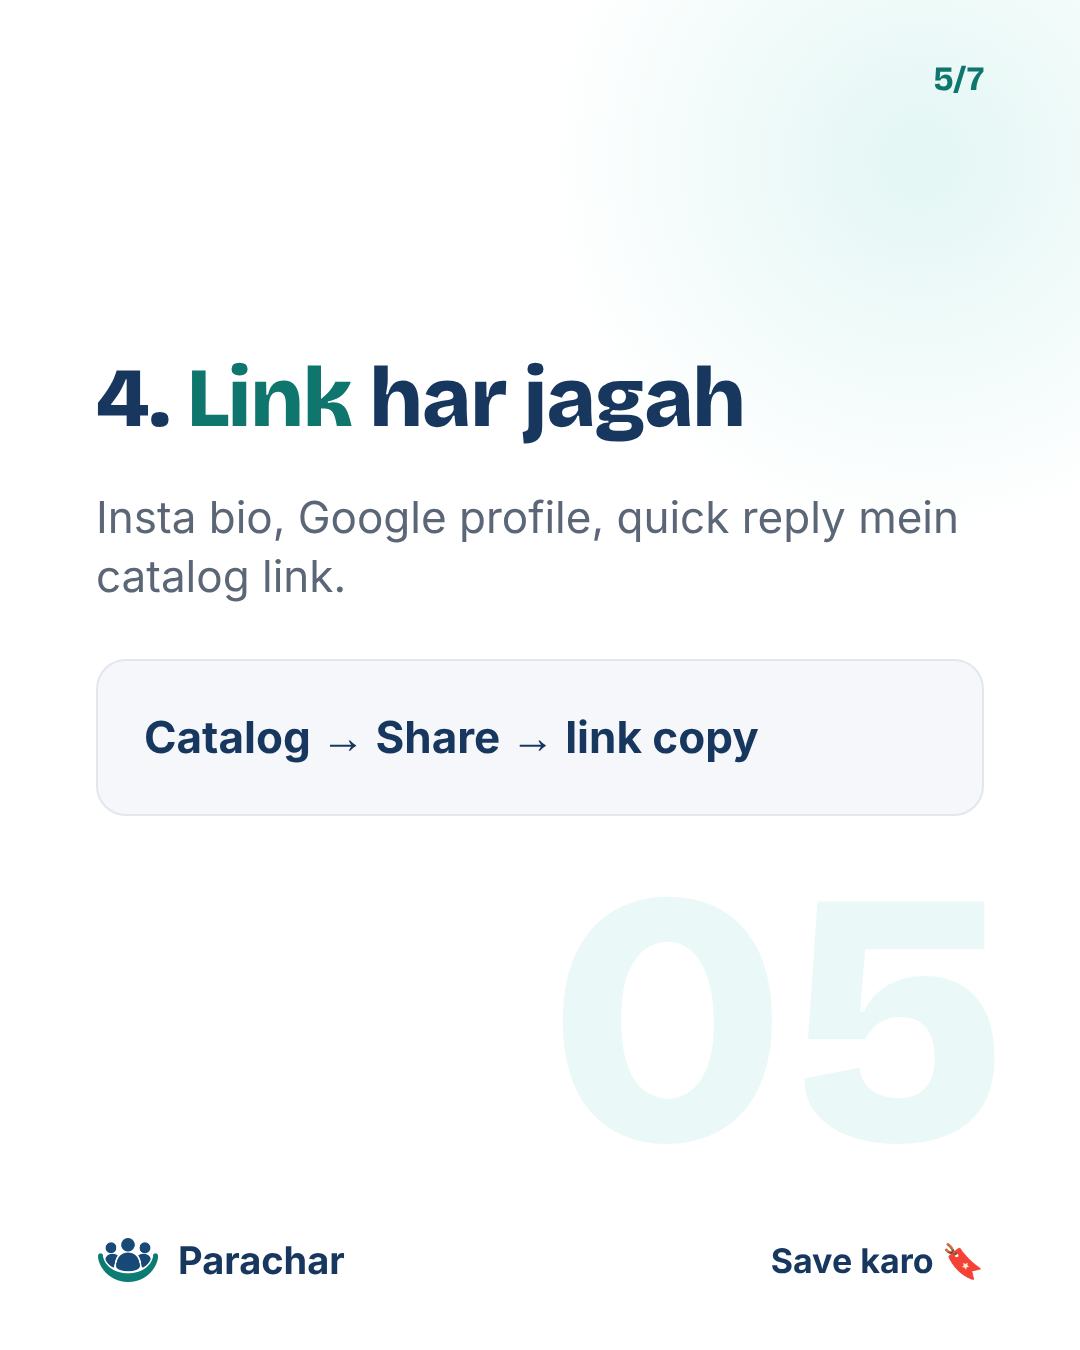 5/7
4. Link har jagah
Insta bio, Google profile, quick reply mein
catalog link.
Catalog → Share → link copy
05
Parachar
Save karo 🔖